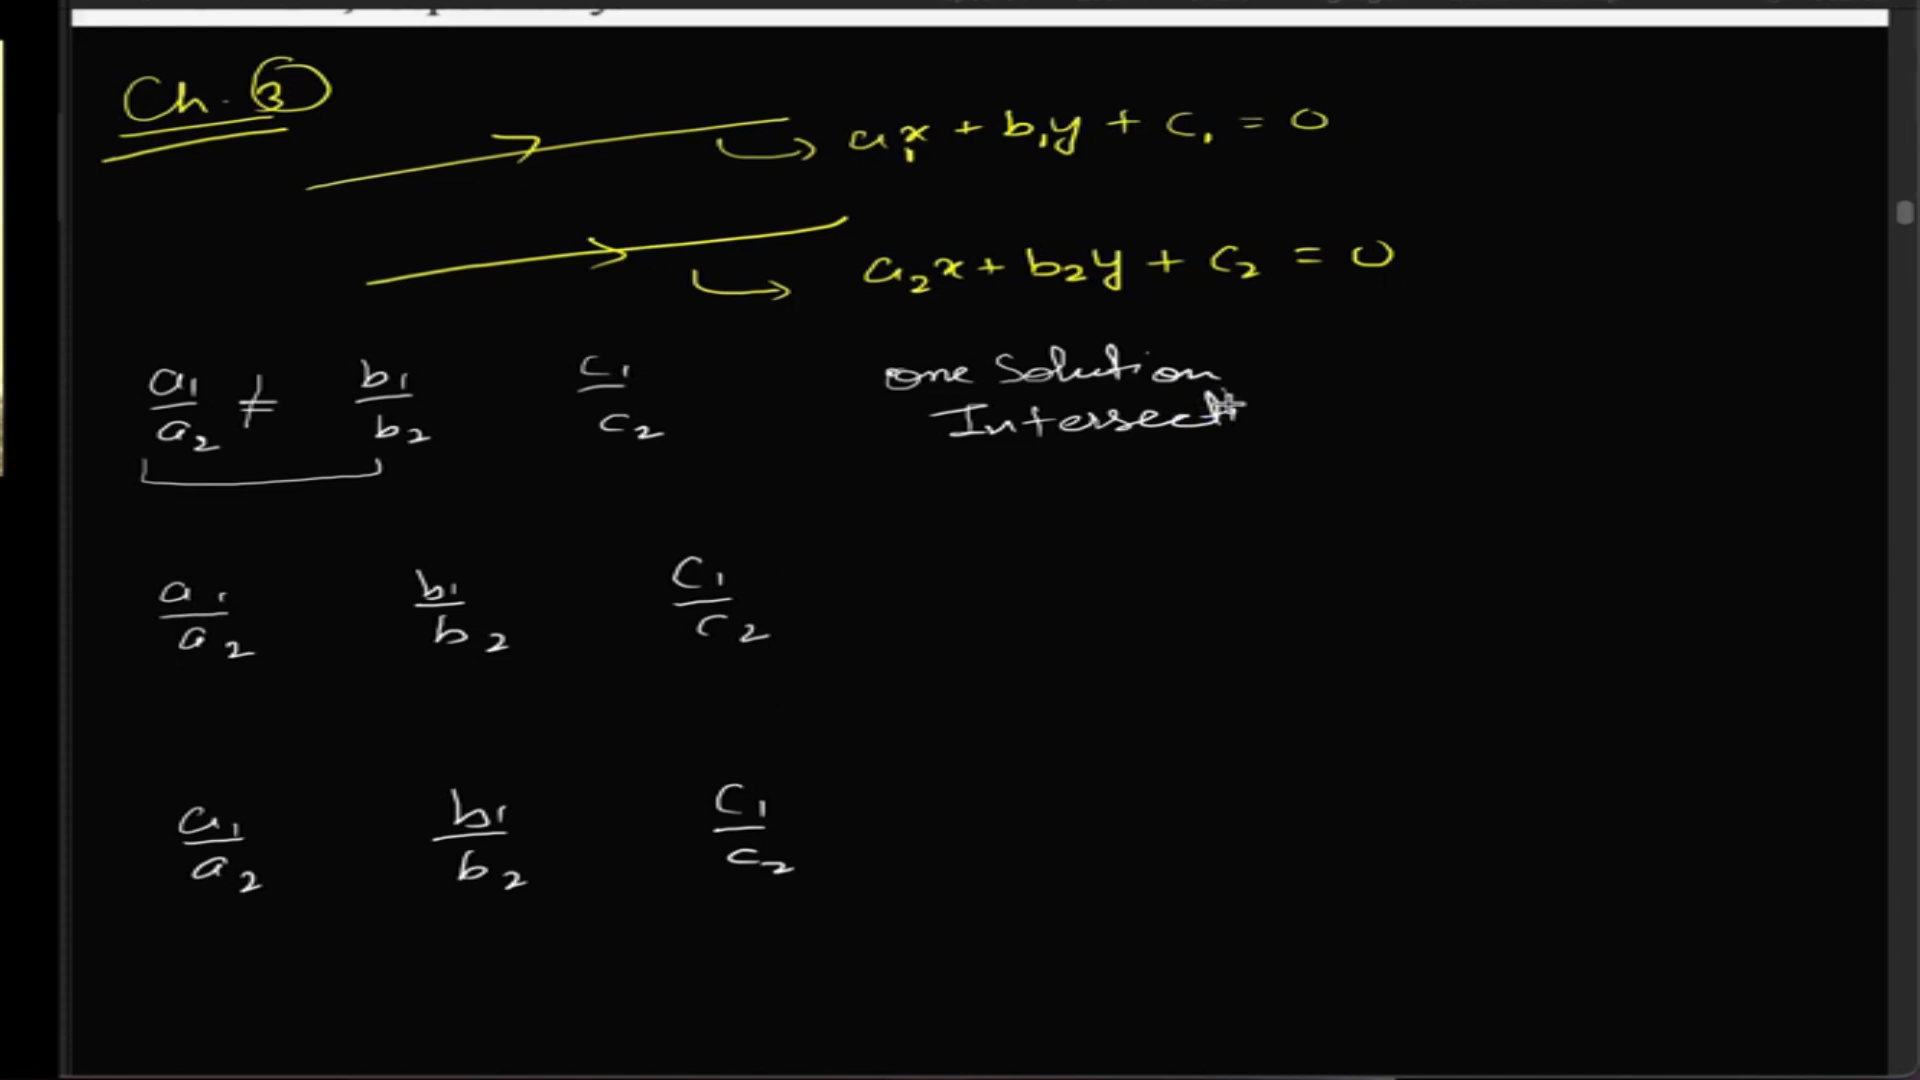 Ch. 3
a₁x + b₁y + c₁ = 0
a₂x + b₂y + c₂ = 0
a₁/a₂ ≠ b₁/b₂ c₁/c₂ one solution
Intersect
a₁/a₂ b₁/b₂ c₁/c₂
a₁/a₂ b₁/b₂ c₁/c₂